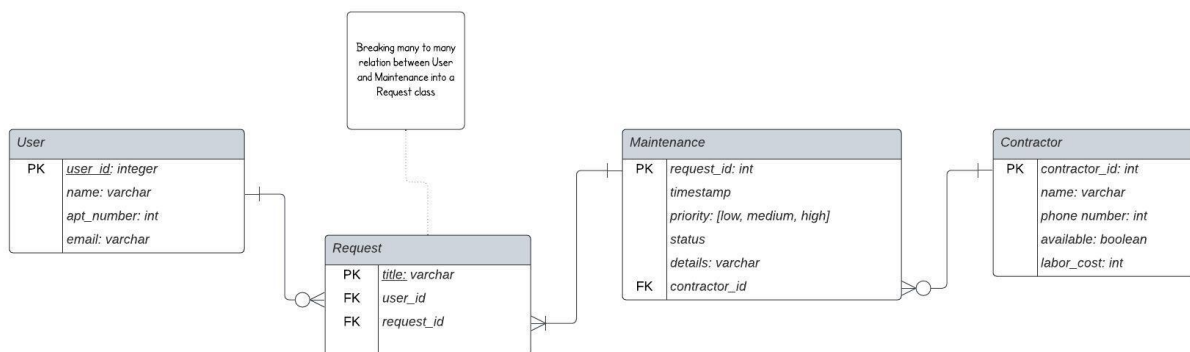 Breaking many to many
relation between User
and Maintenance into a
Request class
User
PK user_id: integer
name: varchar
apt_number: int
email: varchar
Request
PK title: varchar
FK user_id
FK request_id
Maintenance
PK request_id: int
timestamp
priority: [low, medium, high]
status
details: varchar
FK contractor_id
Contractor
PK contractor_id: int
name: varchar
phone number: int
available: boolean
labor_cost: int